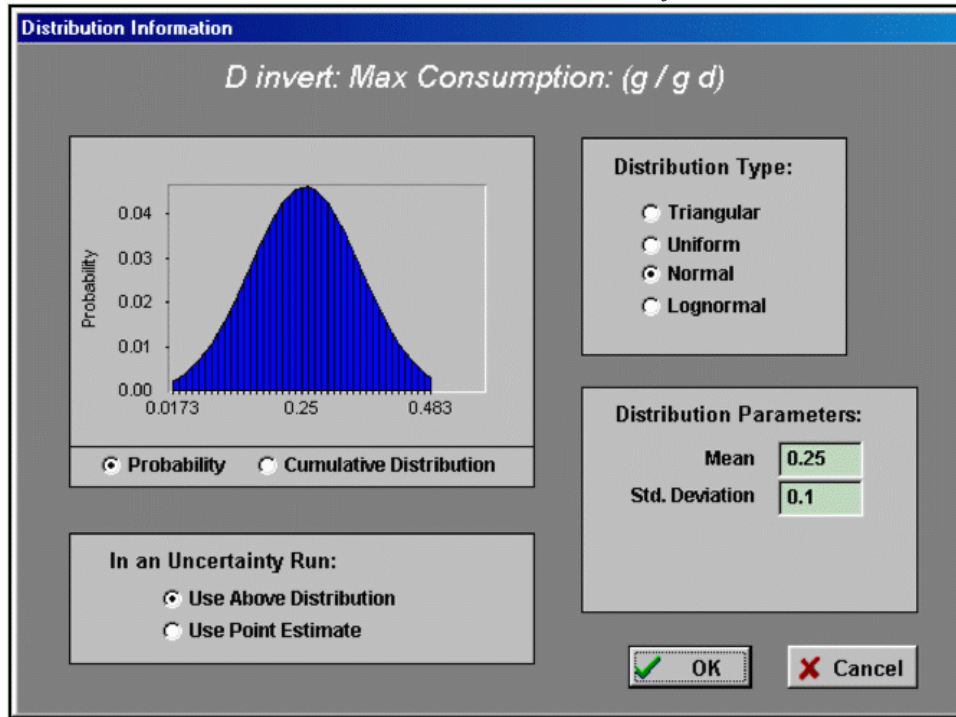 Distribution Information
D invert: Max Consumption: (g / g d)
Probability
0.04
0.03
0.02
0.01
0.00
0.0173 0.25 0.483
Probability Cumulative Distribution
Distribution Type:
Triangular
Uniform
Normal
Lognormal
Distribution Parameters:
Mean 0.25
Std. Deviation 0.1
In an Uncertainty Run:
Use Above Distribution
Use Point Estimate
OK Cancel